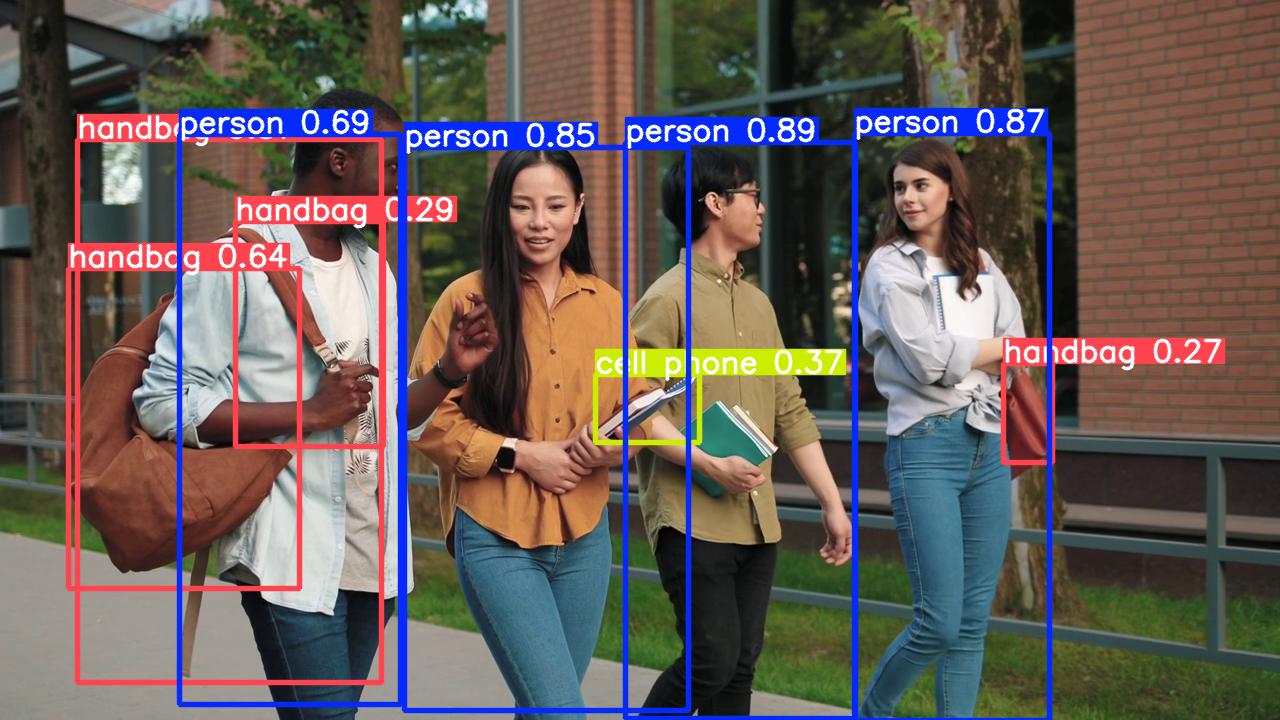 handb
person 0.69
person 0.85
person 0.89
person 0.87
handbag 0.29
handbag 0.64
cell phone 0.37
handbag 0.27